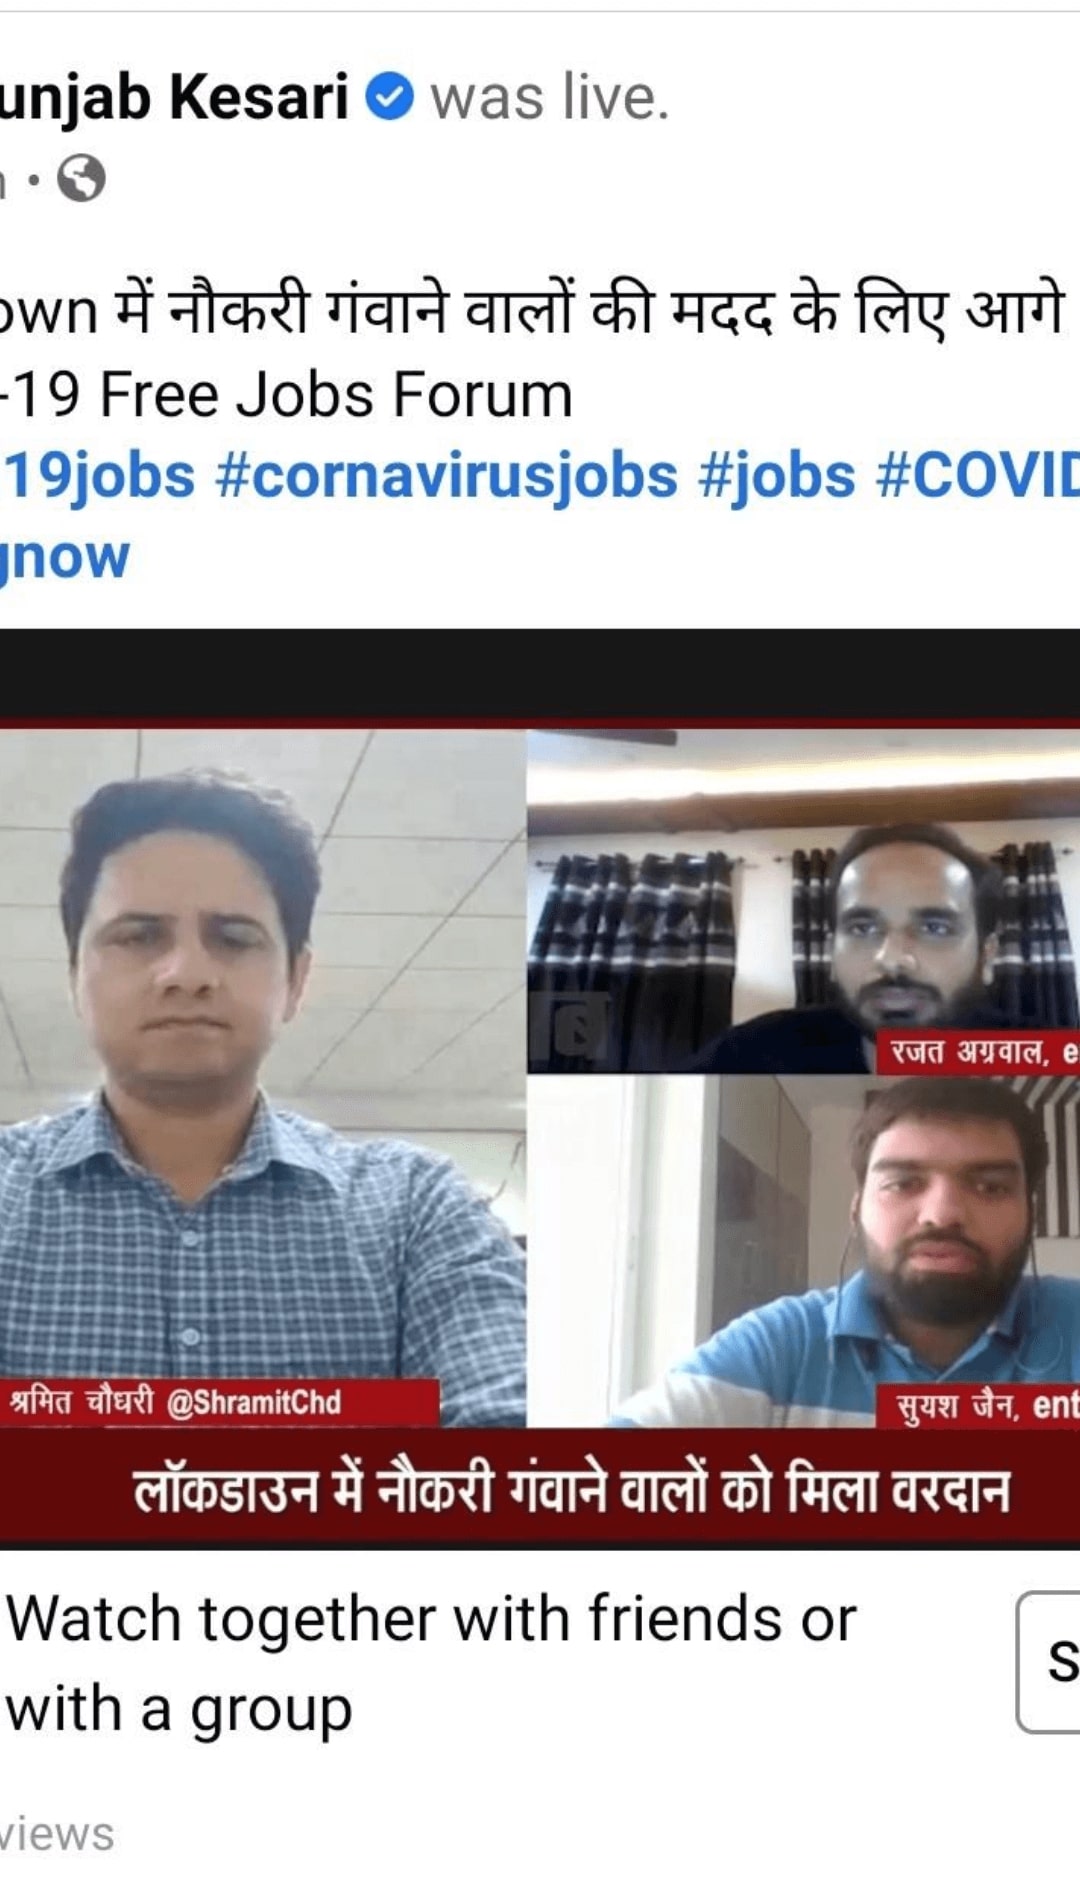 unjab Kesari was live.
own में नौकरी गंवाने वालों की मदद के लिए आगे
-19 Free Jobs Forum
19jobs #cornavirusjobs #jobs #COVID
gnow
रजत अग्रवाल, e
श्रमित चौधरी @ShramitChd
सुयश जैन, ent
लॉकडाउन में नौकरी गंवाने वालों को मिला वरदान
Watch together with friends or
with a group
S
views